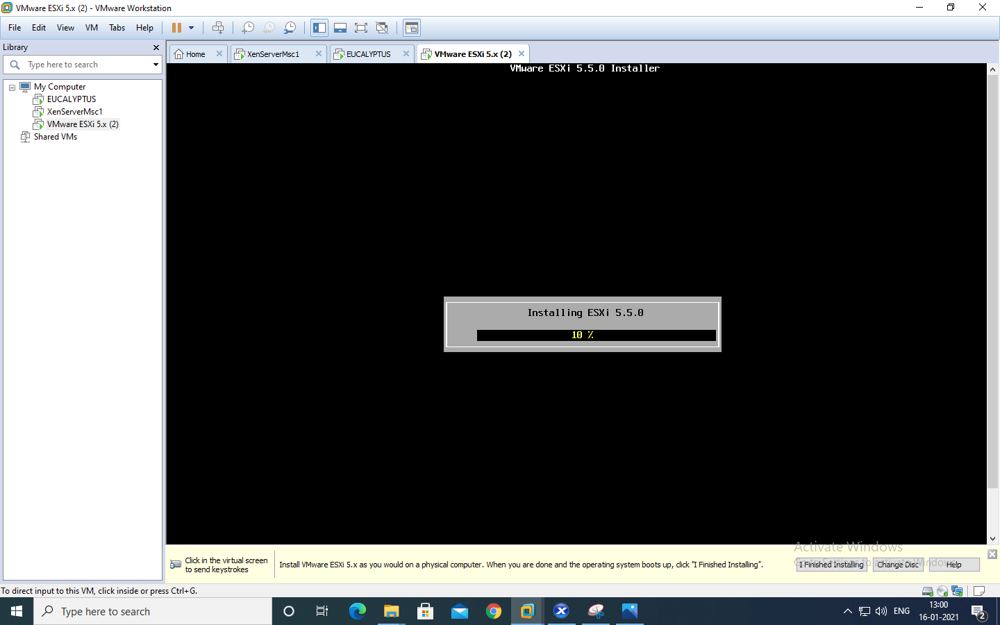 VMware ESXi 5.x (2) - VMware Workstation
File Edit View VM Tabs Help
Library
Type here to search
My Computer
EUCALYPTUS
XenServerMsc1
VMware ESXi 5.x (2)
Shared VMs
Home XenServerMsc1 EUCALYPTUS VMware ESXi 5.x (2)
VMware ESXi 5.5.0 Installer
Installing ESXi 5.5.0
10 %
Activate Windows
Go to Settings to activate Windows.
Click in the virtual screen
to send keystrokes
Install VMware ESXi 5.x as you would on a physical computer. When you are done and the operating system boots up, click "I Finished Installing".
I Finished Installing Change Disc Help
To direct input to this VM, click inside or press Ctrl+G.
Type here to search
ENG
13:00
16-01-2021
2